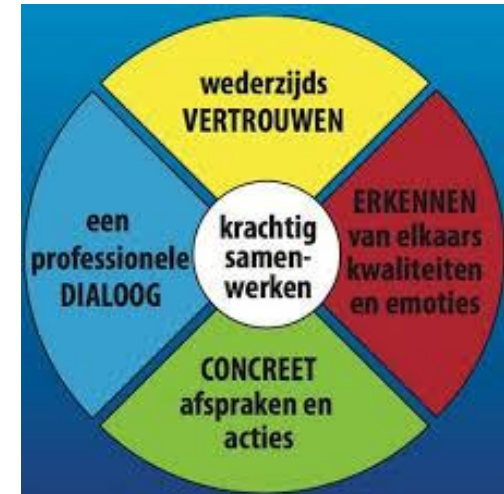 wederzijds
VERTROUWEN
ERKENNEN
van elkaars
kwaliteiten
en emoties
een
professionele
DIALOOG
krachtig
samen-
werken
CONCREET
afspraken en
acties